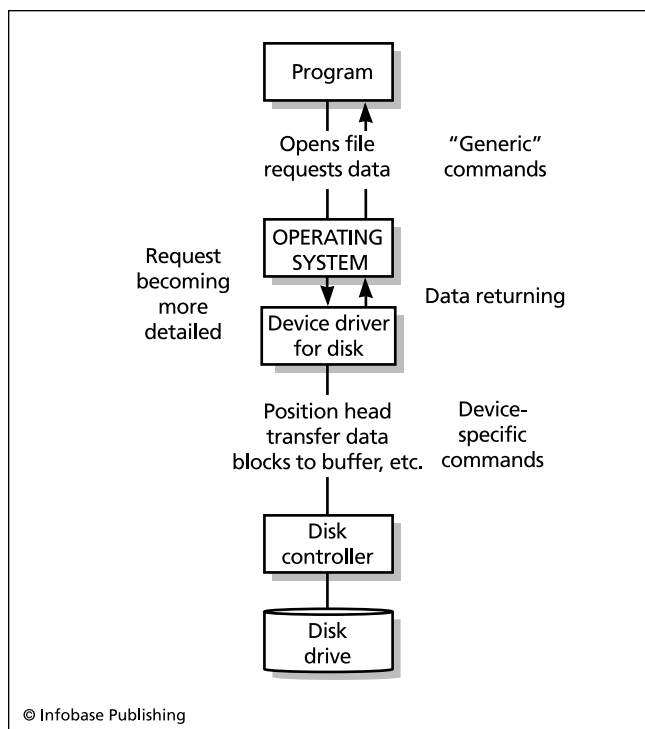 Program
Opens file
requests data
“Generic”
commands
OPERATING
SYSTEM
Request
becoming
more
detailed
Data returning
Device driver
for disk
Position head
transfer data
blocks to buffer, etc.
Device-
specific
commands
Disk
controller
Disk
drive
© Infobase Publishing